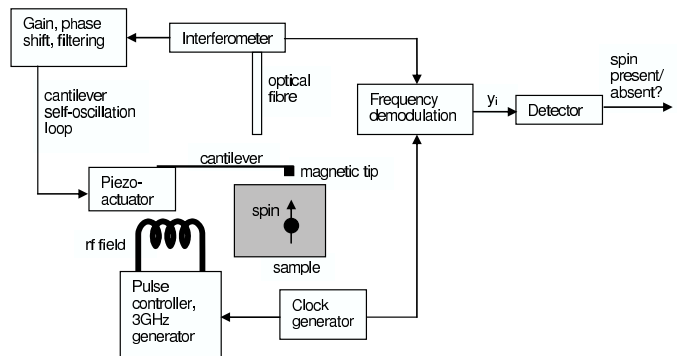 Gain, phase
shift, filtering
Interferometer
spin
present/
absent?
optical
fibre
cantilever
self-oscillation
loop
Frequency
demodulation
yi
Detector
cantilever
magnetic tip
Piezo-
actuator
spin
rf field
sample
Pulse
controller,
3GHz
generator
Clock
generator